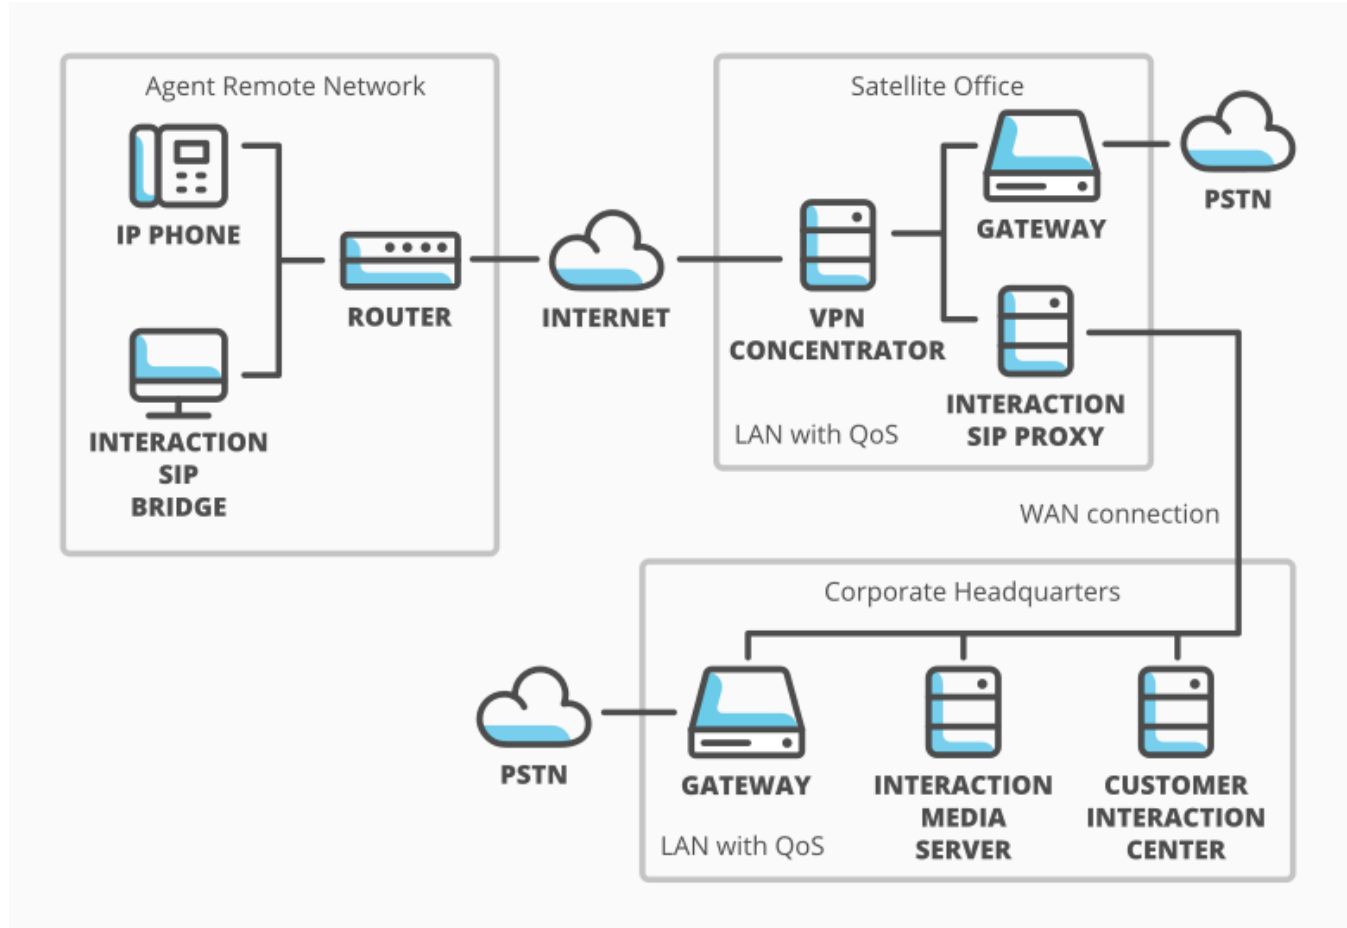 Agent Remote Network
IP PHONE
ROUTER
INTERACTION
SIP
BRIDGE
INTERNET
Satellite Office
GATEWAY
PSTN
VPN
CONCENTRATOR
INTERACTION
SIP PROXY
LAN with QoS
WAN connection
Corporate Headquarters
PSTN
GATEWAY
INTERACTION
MEDIA
SERVER
CUSTOMER
INTERACTION
CENTER
LAN with QoS